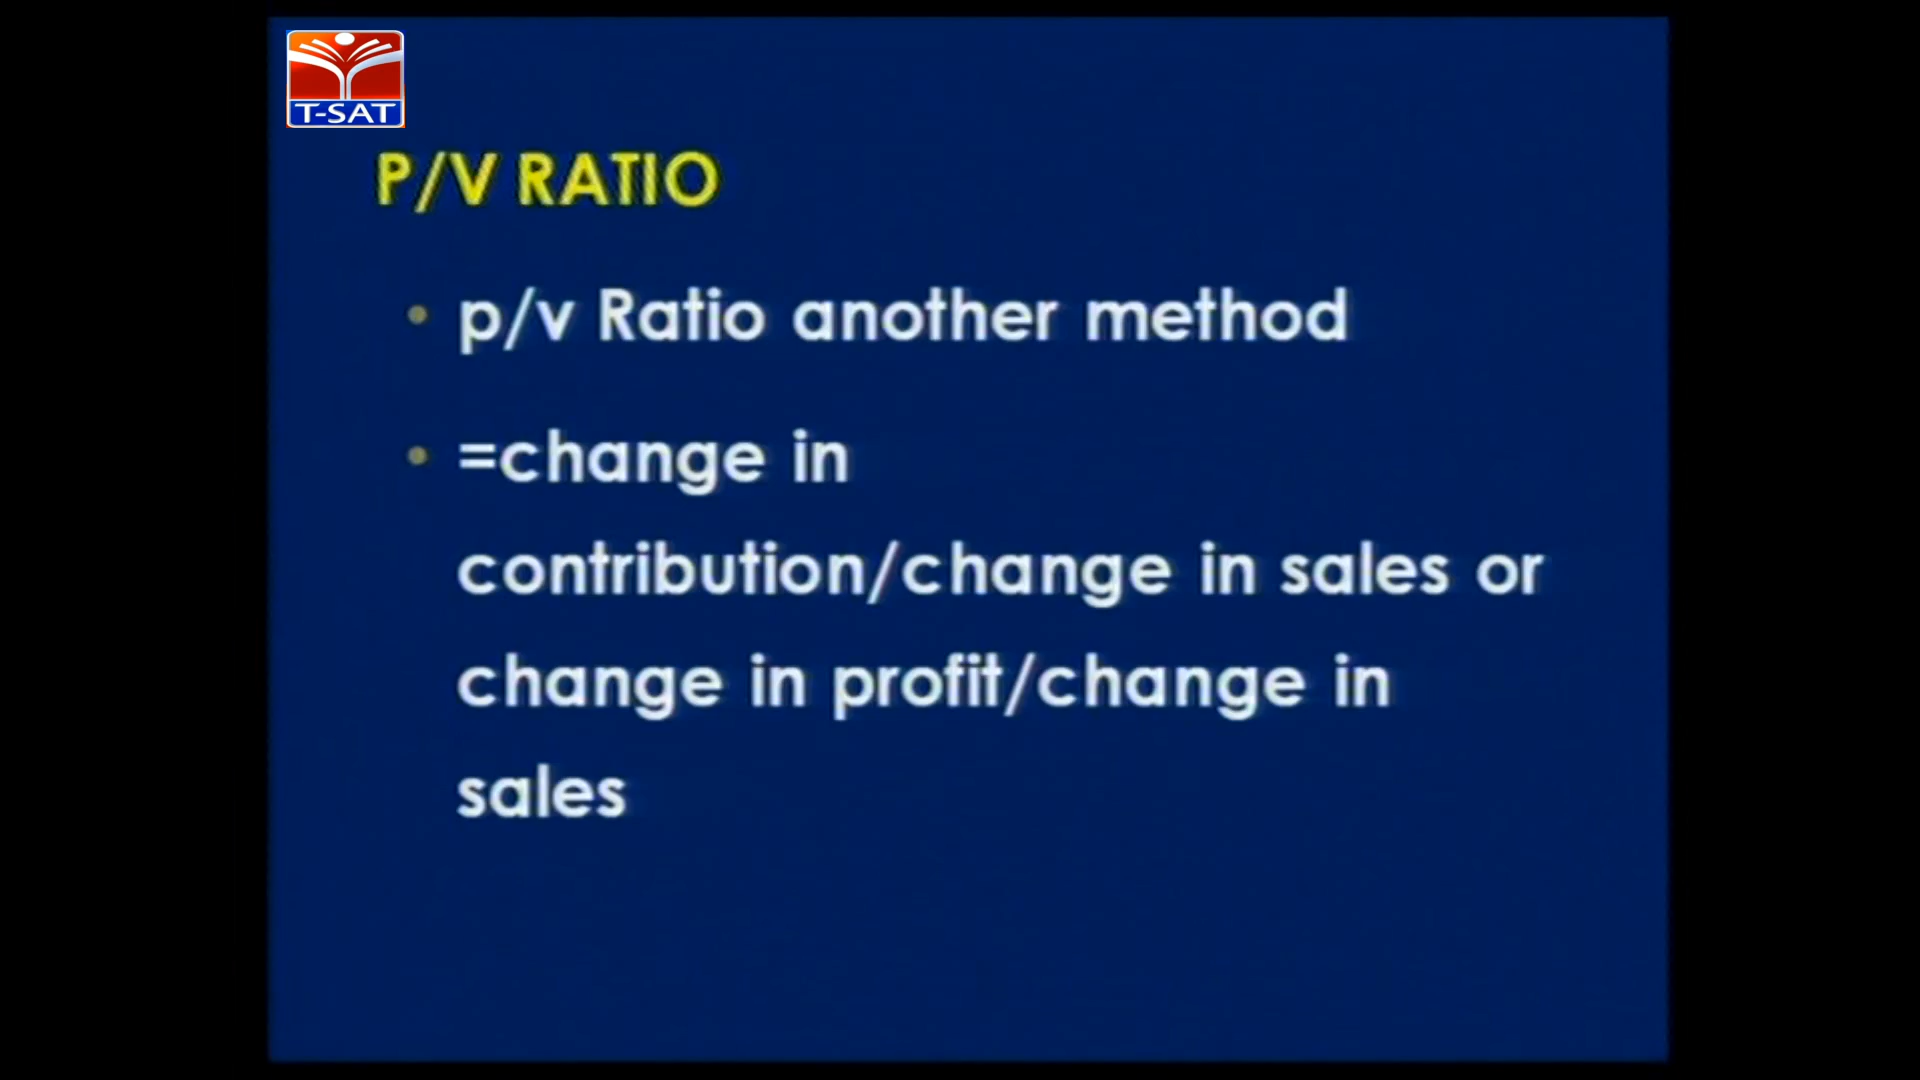 T-SAT
P/V RATIO
• p/v Ratio another method
• =change in
contribution/change in sales or
change in profit/change in
sales